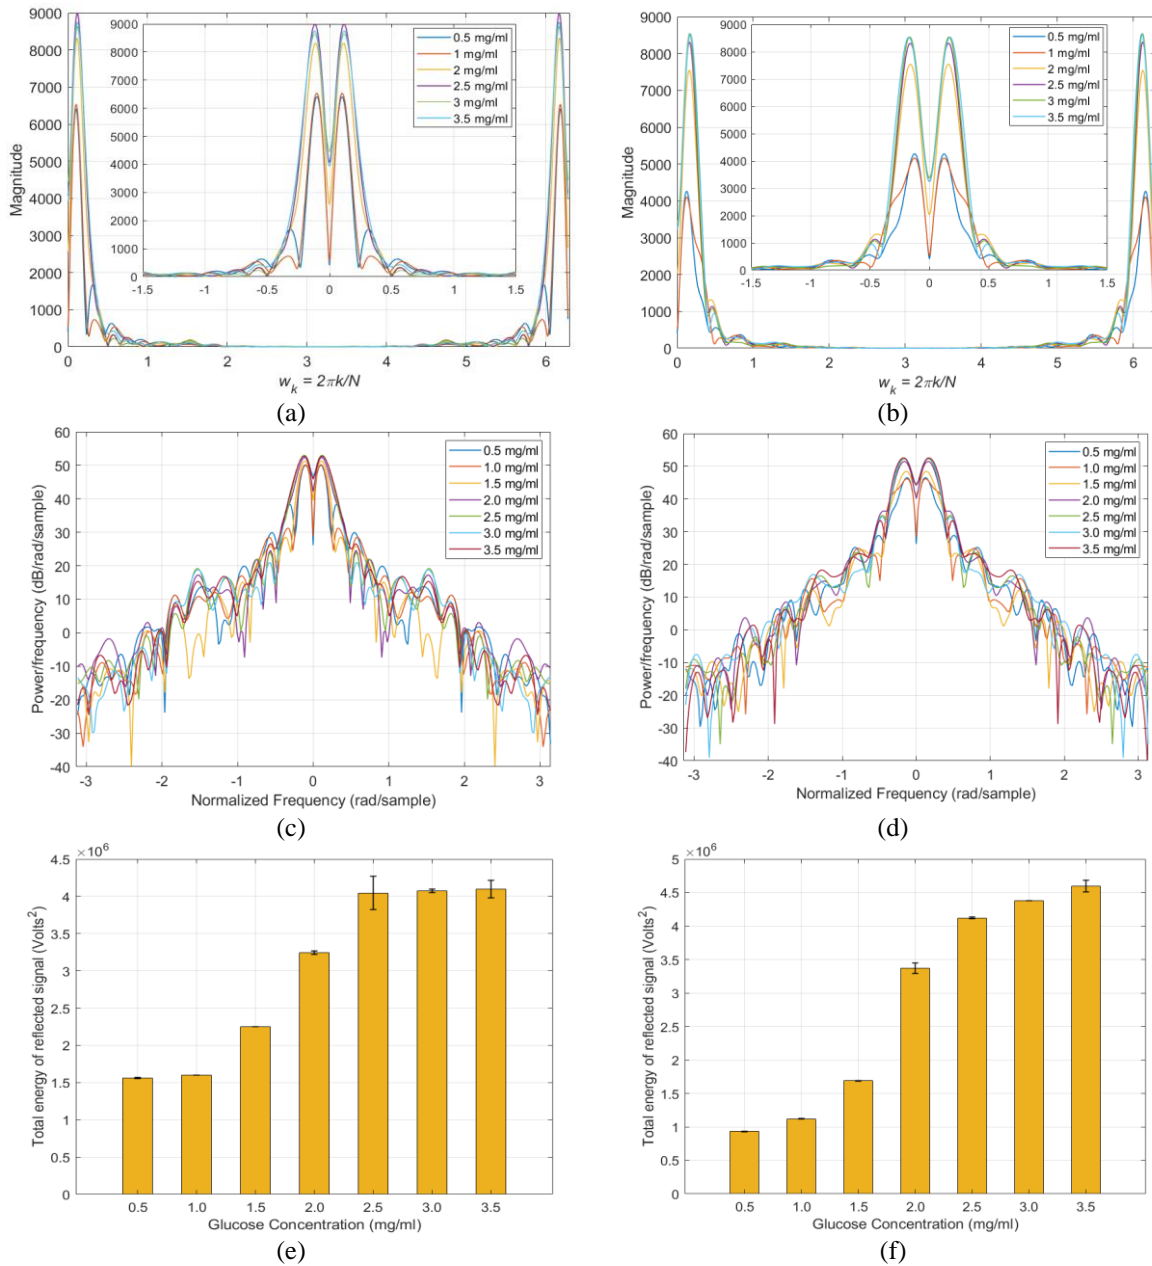 9000
8000
7000
6000
5000
4000
3000
2000
1000
0
Magnitude
9000
8000
7000
6000
5000
4000
3000
2000
1000
0
-1.5 -1 -0.5 0 0.5 1 1.5
0.5 mg/ml
1 mg/ml
2 mg/ml
2.5 mg/ml
3 mg/ml
3.5 mg/ml
0 1 2 3 4 5 6
w_k = 2πk/N
(a)
9000
8000
7000
6000
5000
4000
3000
2000
1000
0
Magnitude
9000
8000
7000
6000
5000
4000
3000
2000
1000
0
-1.5 -1 -0.5 0 0.5 1 1.5
0.5 mg/ml
1 mg/ml
2 mg/ml
2.5 mg/ml
3 mg/ml
3.5 mg/ml
0 1 2 3 4 5 6
w_k = 2πk/N
(b)
60
50
40
30
20
10
0
-10
-20
-30
-40
Power/frequency (dB/rad/sample)
0.5 mg/ml
1.0 mg/ml
1.5 mg/ml
2.0 mg/ml
2.5 mg/ml
3.0 mg/ml
3.5 mg/ml
-3 -2 -1 0 1 2 3
Normalized Frequency (rad/sample)
(c)
60
50
40
30
20
10
0
-10
-20
-30
-40
Power/frequency (dB/rad/sample)
0.5 mg/ml
1.0 mg/ml
1.5 mg/ml
2.0 mg/ml
2.5 mg/ml
3.0 mg/ml
3.5 mg/ml
-3 -2 -1 0 1 2 3
Normalized Frequency (rad/sample)
(d)
×10⁶
4.5
4
3.5
3
2.5
2
1.5
1
0.5
0
Total energy of reflected signal (Volts²)
0.5 1.0 1.5 2.0 2.5 3.0 3.5
Glucose Concentration (mg/ml)
(e)
×10⁶
5
4.5
4
3.5
3
2.5
2
1.5
1
0.5
0
Total energy of reflected signal (Volts²)
0.5 1.0 1.5 2.0 2.5 3.0 3.5
Glucose Concentration (mg/ml)
(f)